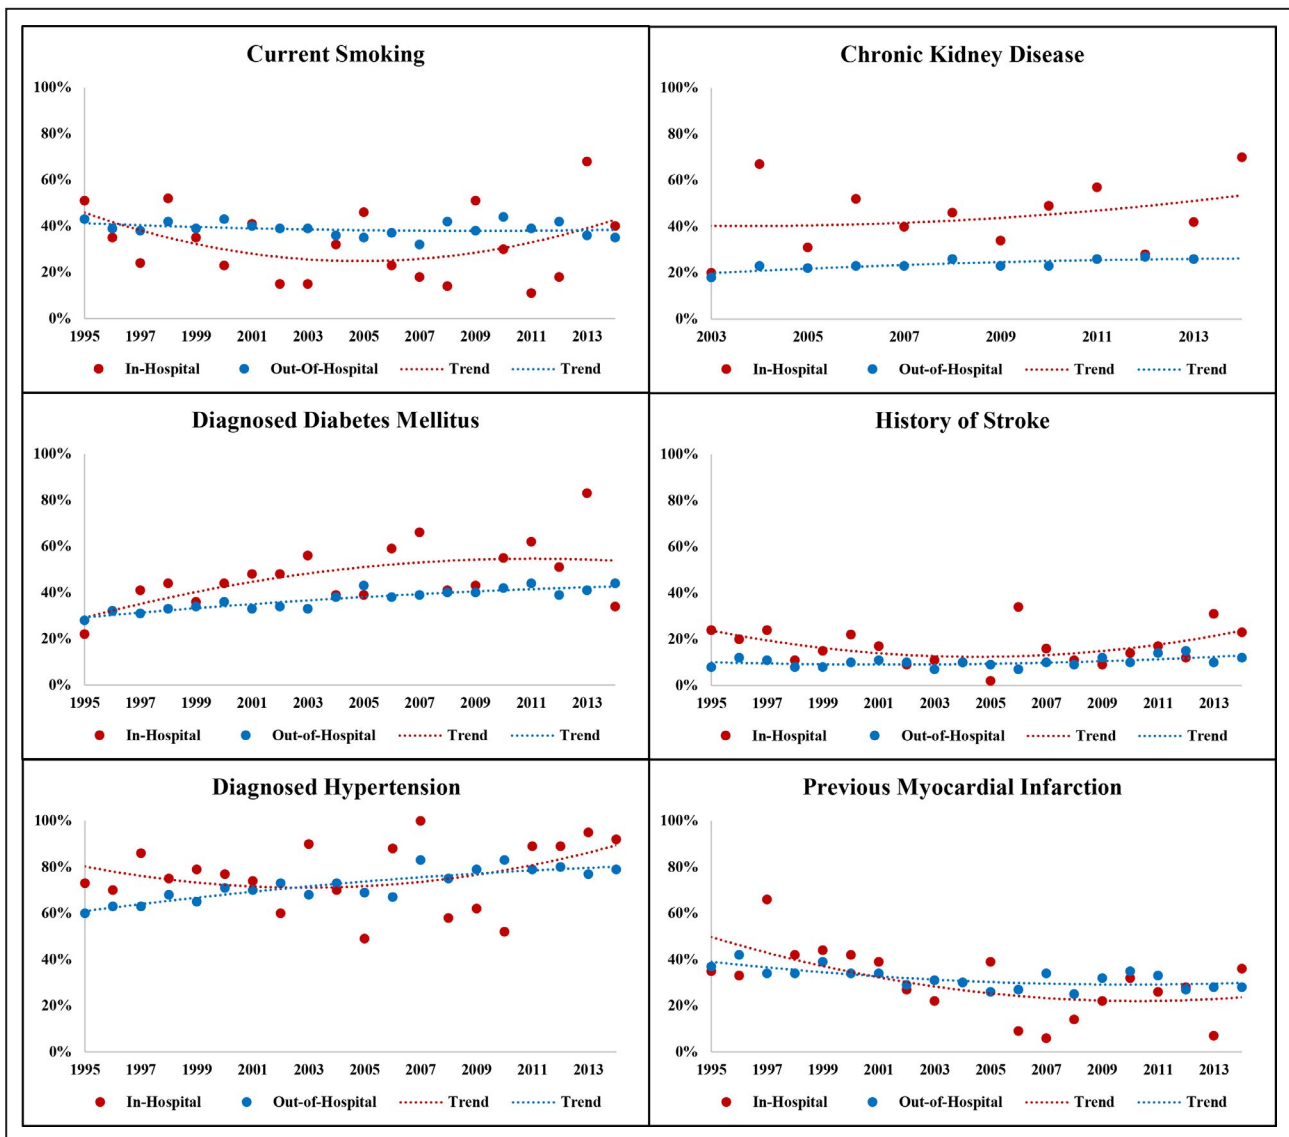 Current Smoking
100%
80%
60%
40%
20%
0%
1995 1997 1999 2001 2003 2005 2007 2009 2011 2013
In-Hospital Out-Of-Hospital Trend Trend
Chronic Kidney Disease
100%
80%
60%
40%
20%
0%
2003 2005 2007 2009 2011 2013
In-Hospital Out-of-Hospital Trend Trend
Diagnosed Diabetes Mellitus
100%
80%
60%
40%
20%
0%
1995 1997 1999 2001 2003 2005 2007 2009 2011 2013
In-Hospital Out-of-Hospital Trend Trend
History of Stroke
100%
80%
60%
40%
20%
0%
1995 1997 1999 2001 2003 2005 2007 2009 2011 2013
In-Hospital Out-of-Hospital Trend Trend
Diagnosed Hypertension
100%
80%
60%
40%
20%
0%
1995 1997 1999 2001 2003 2005 2007 2009 2011 2013
In-Hospital Out-of-Hospital Trend Trend
Previous Myocardial Infarction
100%
80%
60%
40%
20%
0%
1995 1997 1999 2001 2003 2005 2007 2009 2011 2013
In-Hospital Out-of-Hospital Trend Trend